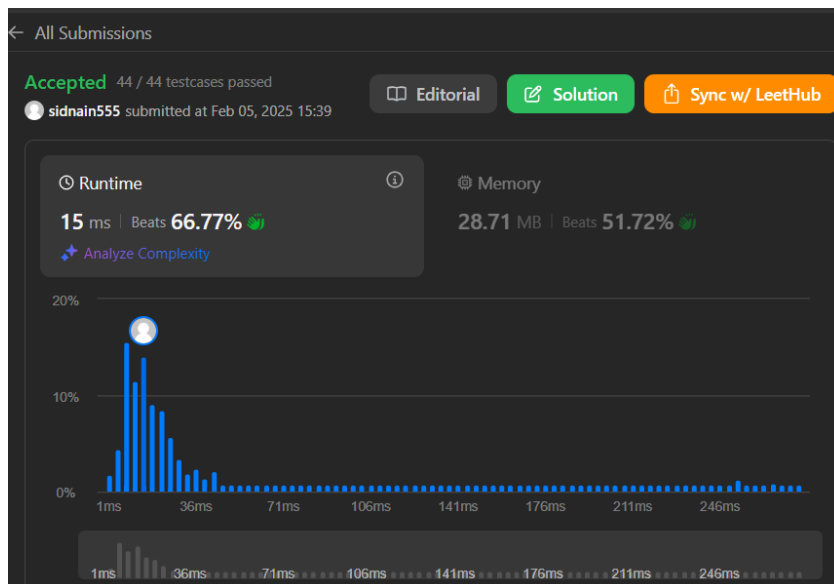 ← All Submissions
Accepted 44 / 44 testcases passed
sidnain555 submitted at Feb 05, 2025 15:39
Editorial
Solution
Sync w/ LeetHub
Runtime
15 ms | Beats 66.77%
Analyze Complexity
Memory
28.71 MB | Beats 51.72%
20%
10%
0%
1ms 36ms 71ms 106ms 141ms 176ms 211ms 246ms
1ms 36ms 71ms 106ms 141ms 176ms 211ms 246ms